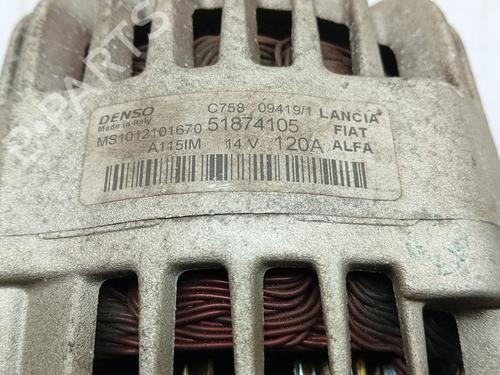 DENSO C758 09419/1 LANCIA
Made in Italy
MS1012101670 51874105 FIAT
A115IM 14 V 120A ALFA
PARTS